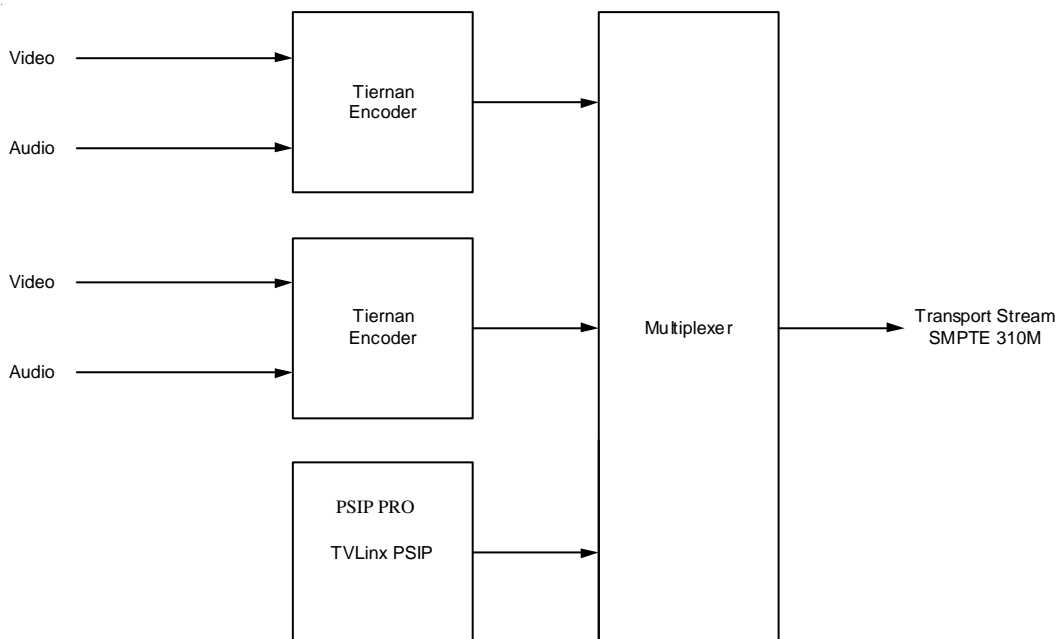 Video
Audio
Tiernan
Encoder
Video
Audio
Tiernan
Encoder
PSIP PRO
TVLinx PSIP
Multiplexer
Transport Stream
SMPTE 310M